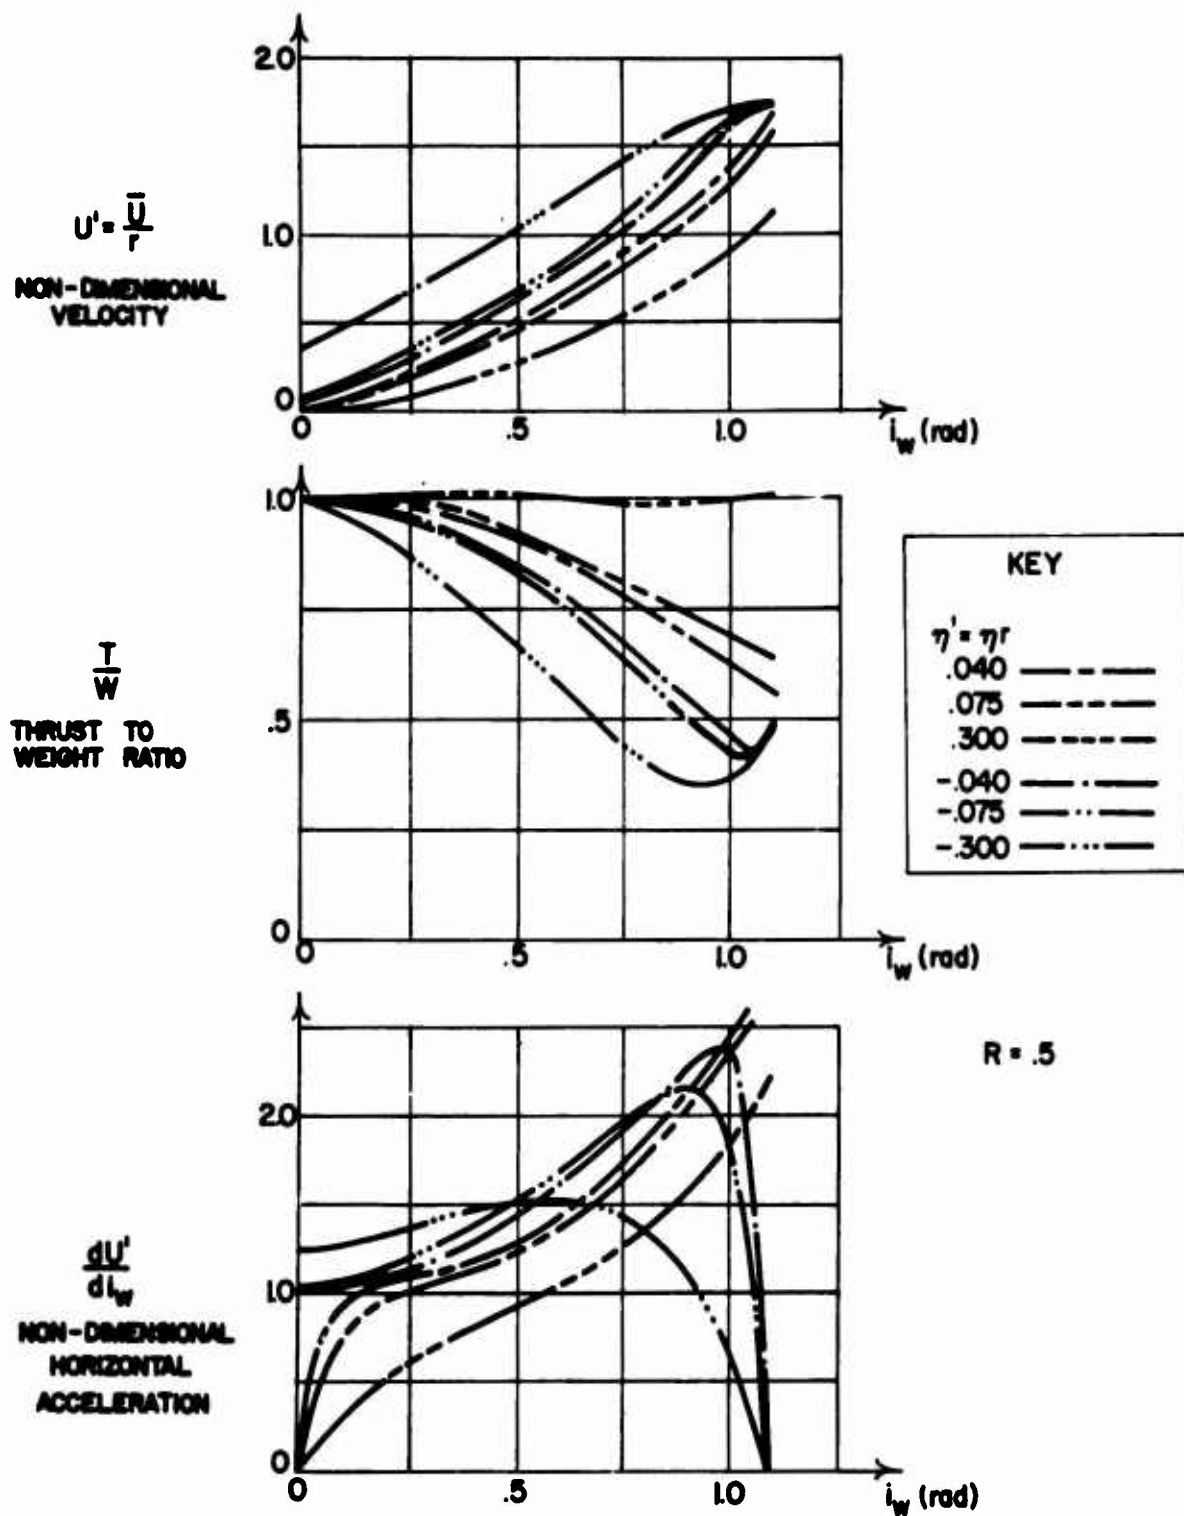 2.0
U' = Ū/r
1.0
NON-DIMENSIONAL
VELOCITY
0
0 .5 1.0 i_w (rad)
1.0
T/W
.5
THRUST TO
WEIGHT RATIO
0
0 .5 1.0 i_w (rad)
KEY
η' = ηr
.040
.075
.300
-.040
-.075
-.300
R = .5
2.0
dU'/di_w
1.0
NON-DIMENSIONAL
HORIZONTAL
ACCELERATION
0
0 .5 1.0 i_w (rad)